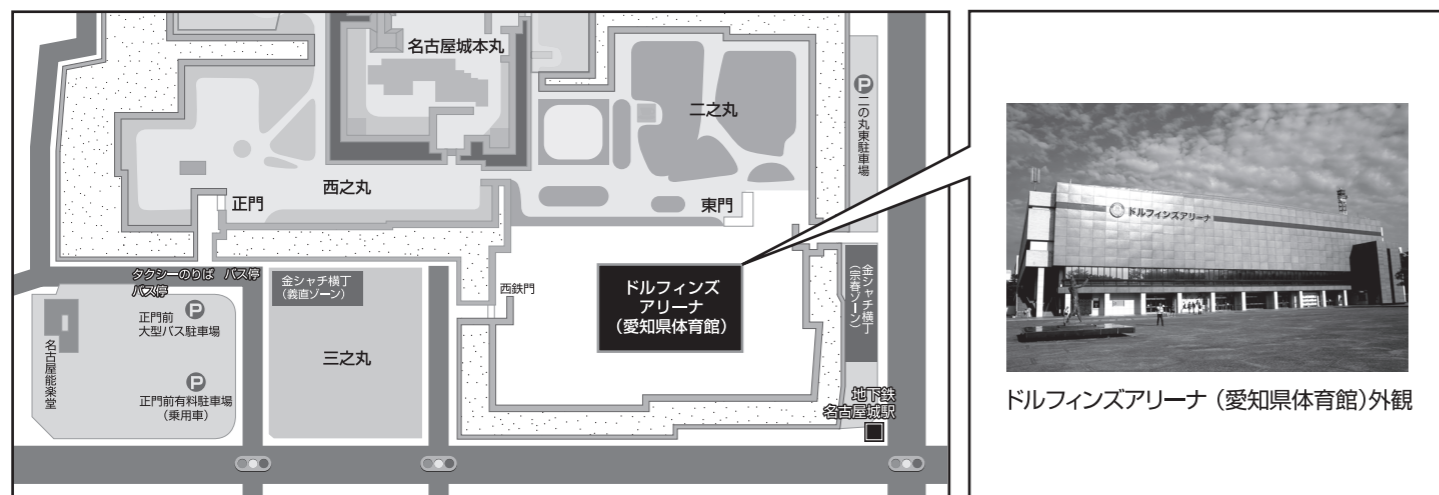 名古屋城本丸
二之丸
P
二の丸東駐車場
西之丸
正門
東門
タクシーのりば バス停
バス停
金シャチ横丁
(義直ゾーン)
西鉄門
ドルフィンズ
アリーナ
(愛知県体育館)
金シャチ横丁
(宗春ゾーン)
P
正門前
大型バス駐車場
名古屋能楽堂
三之丸
P
正門前有料駐車場
(乗用車)
地下鉄
名古屋城駅
ドルフィンズアリーナ
ドルフィンズアリーナ (愛知県体育館)外観